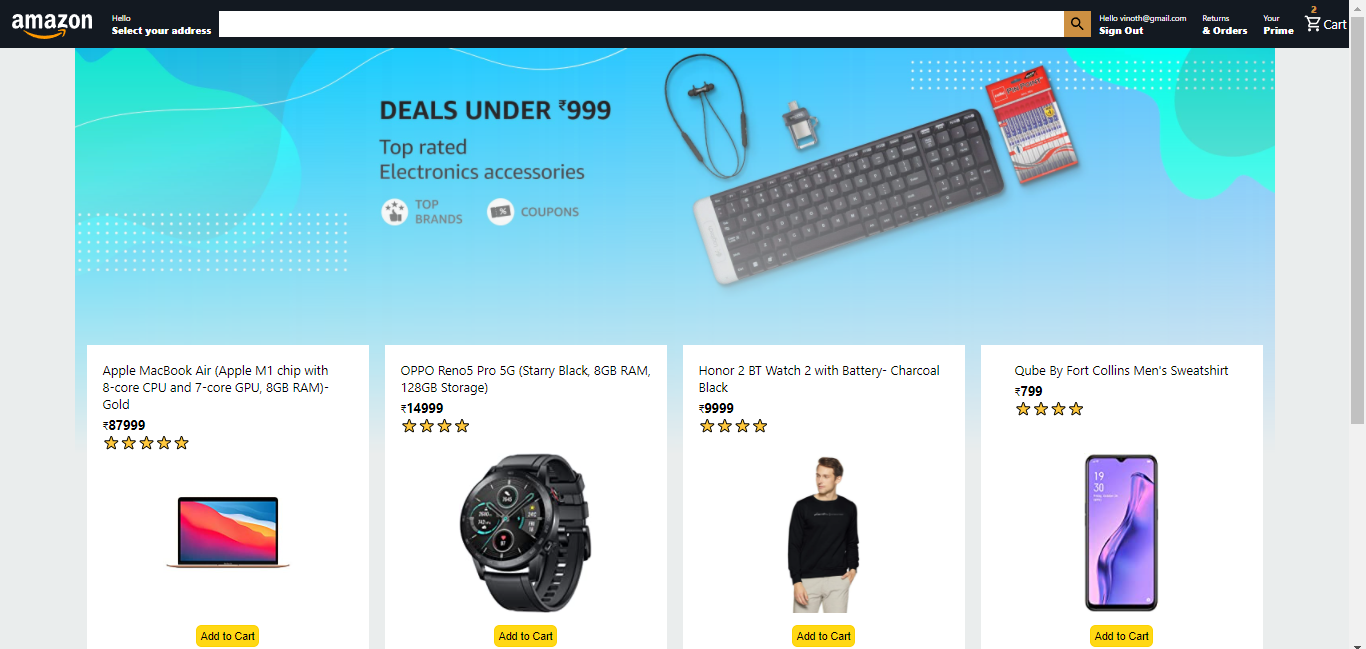 amazon
Hello
Select your address
Hello vinoth@gmail.com
Sign Out
Returns
& Orders
Your
Prime
2
Cart
DEALS UNDER ₹999
Top rated
Electronics accessories
TOP
BRANDS
COUPONS
Apple MacBook Air (Apple M1 chip with
8-core CPU and 7-core GPU, 8GB RAM)-
Gold
₹87999
Add to Cart
OPPO Reno5 Pro 5G (Starry Black, 8GB RAM,
128GB Storage)
₹14999
Add to Cart
Honor 2 BT Watch 2 with Battery- Charcoal
Black
₹9999
Add to Cart
Qube By Fort Collins Men's Sweatshirt
₹799
19
30
Add to Cart